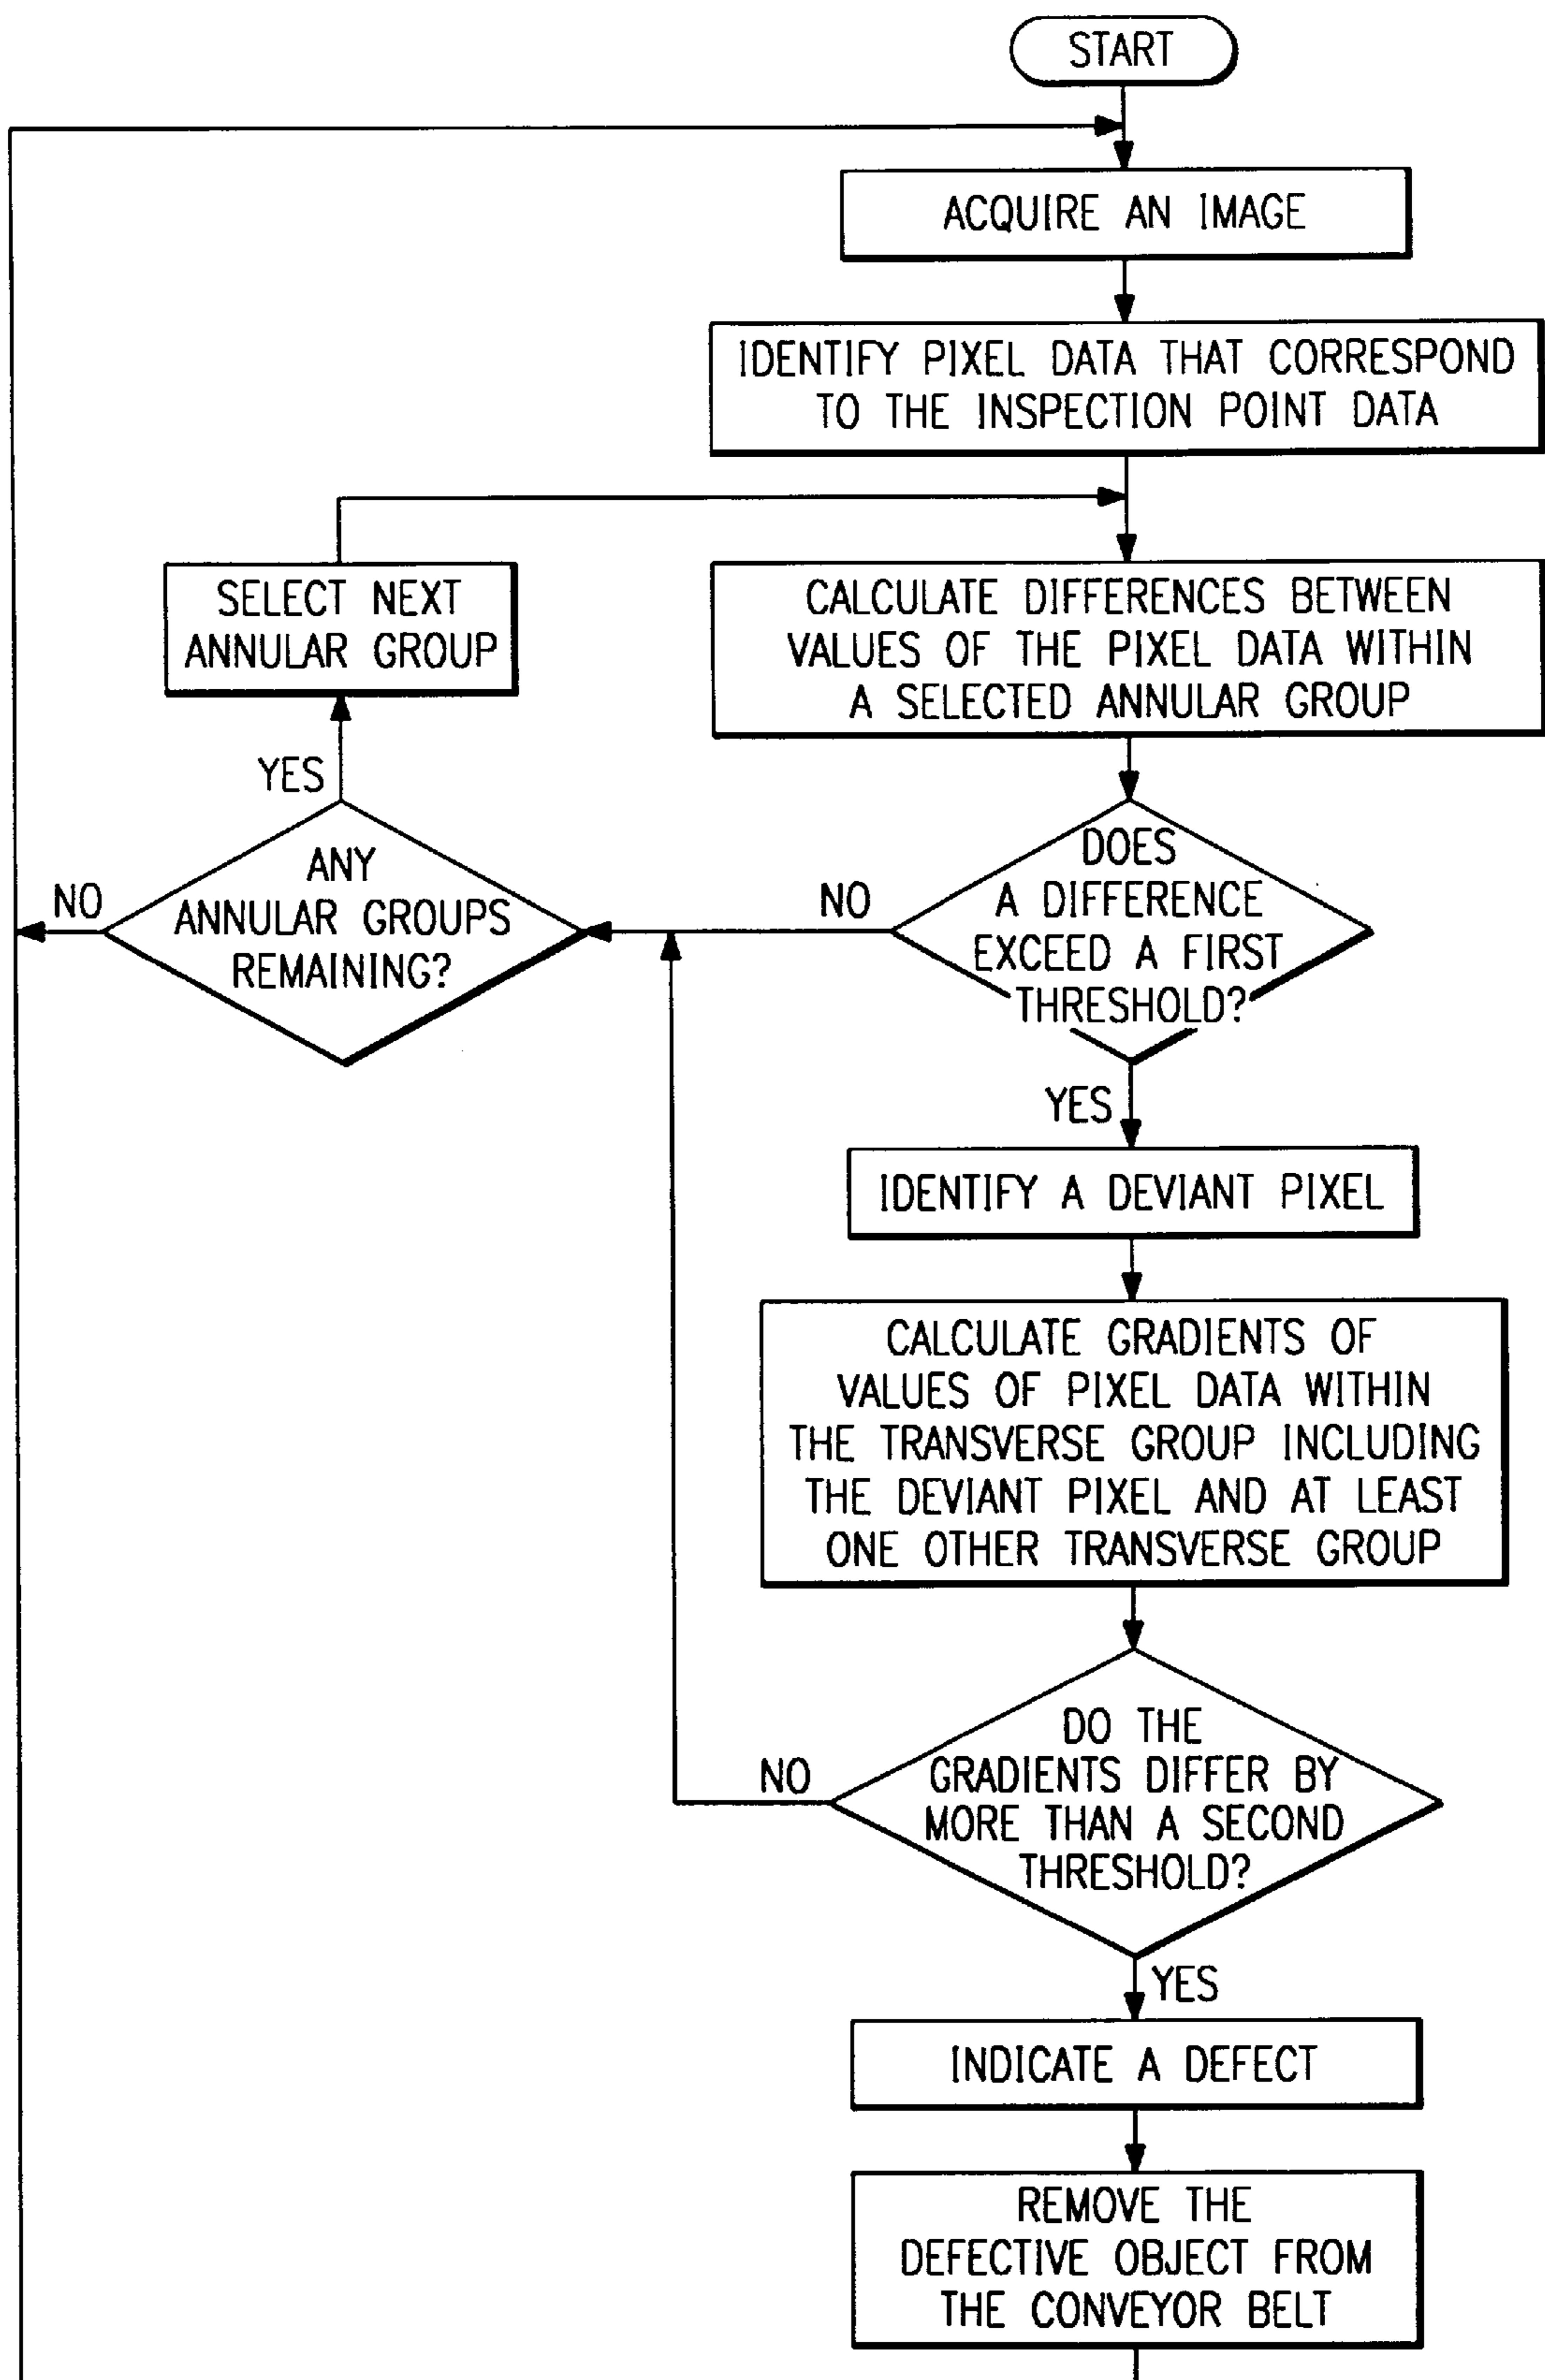 START
ACQUIRE AN IMAGE
IDENTIFY PIXEL DATA THAT CORRESPOND
TO THE INSPECTION POINT DATA
SELECT NEXT
ANNULAR GROUP
CALCULATE DIFFERENCES BETWEEN
VALUES OF THE PIXEL DATA WITHIN
A SELECTED ANNULAR GROUP
YES
ANY
ANNULAR GROUPS
REMAINING?
NO
NO
DOES
A DIFFERENCE
EXCEED A FIRST
THRESHOLD?
YES
IDENTIFY A DEVIANT PIXEL
CALCULATE GRADIENTS OF
VALUES OF PIXEL DATA WITHIN
THE TRANSVERSE GROUP INCLUDING
THE DEVIANT PIXEL AND AT LEAST
ONE OTHER TRANSVERSE GROUP
NO
DO THE
GRADIENTS DIFFER BY
MORE THAN A SECOND
THRESHOLD?
YES
INDICATE A DEFECT
REMOVE THE
DEFECTIVE OBJECT FROM
THE CONVEYOR BELT